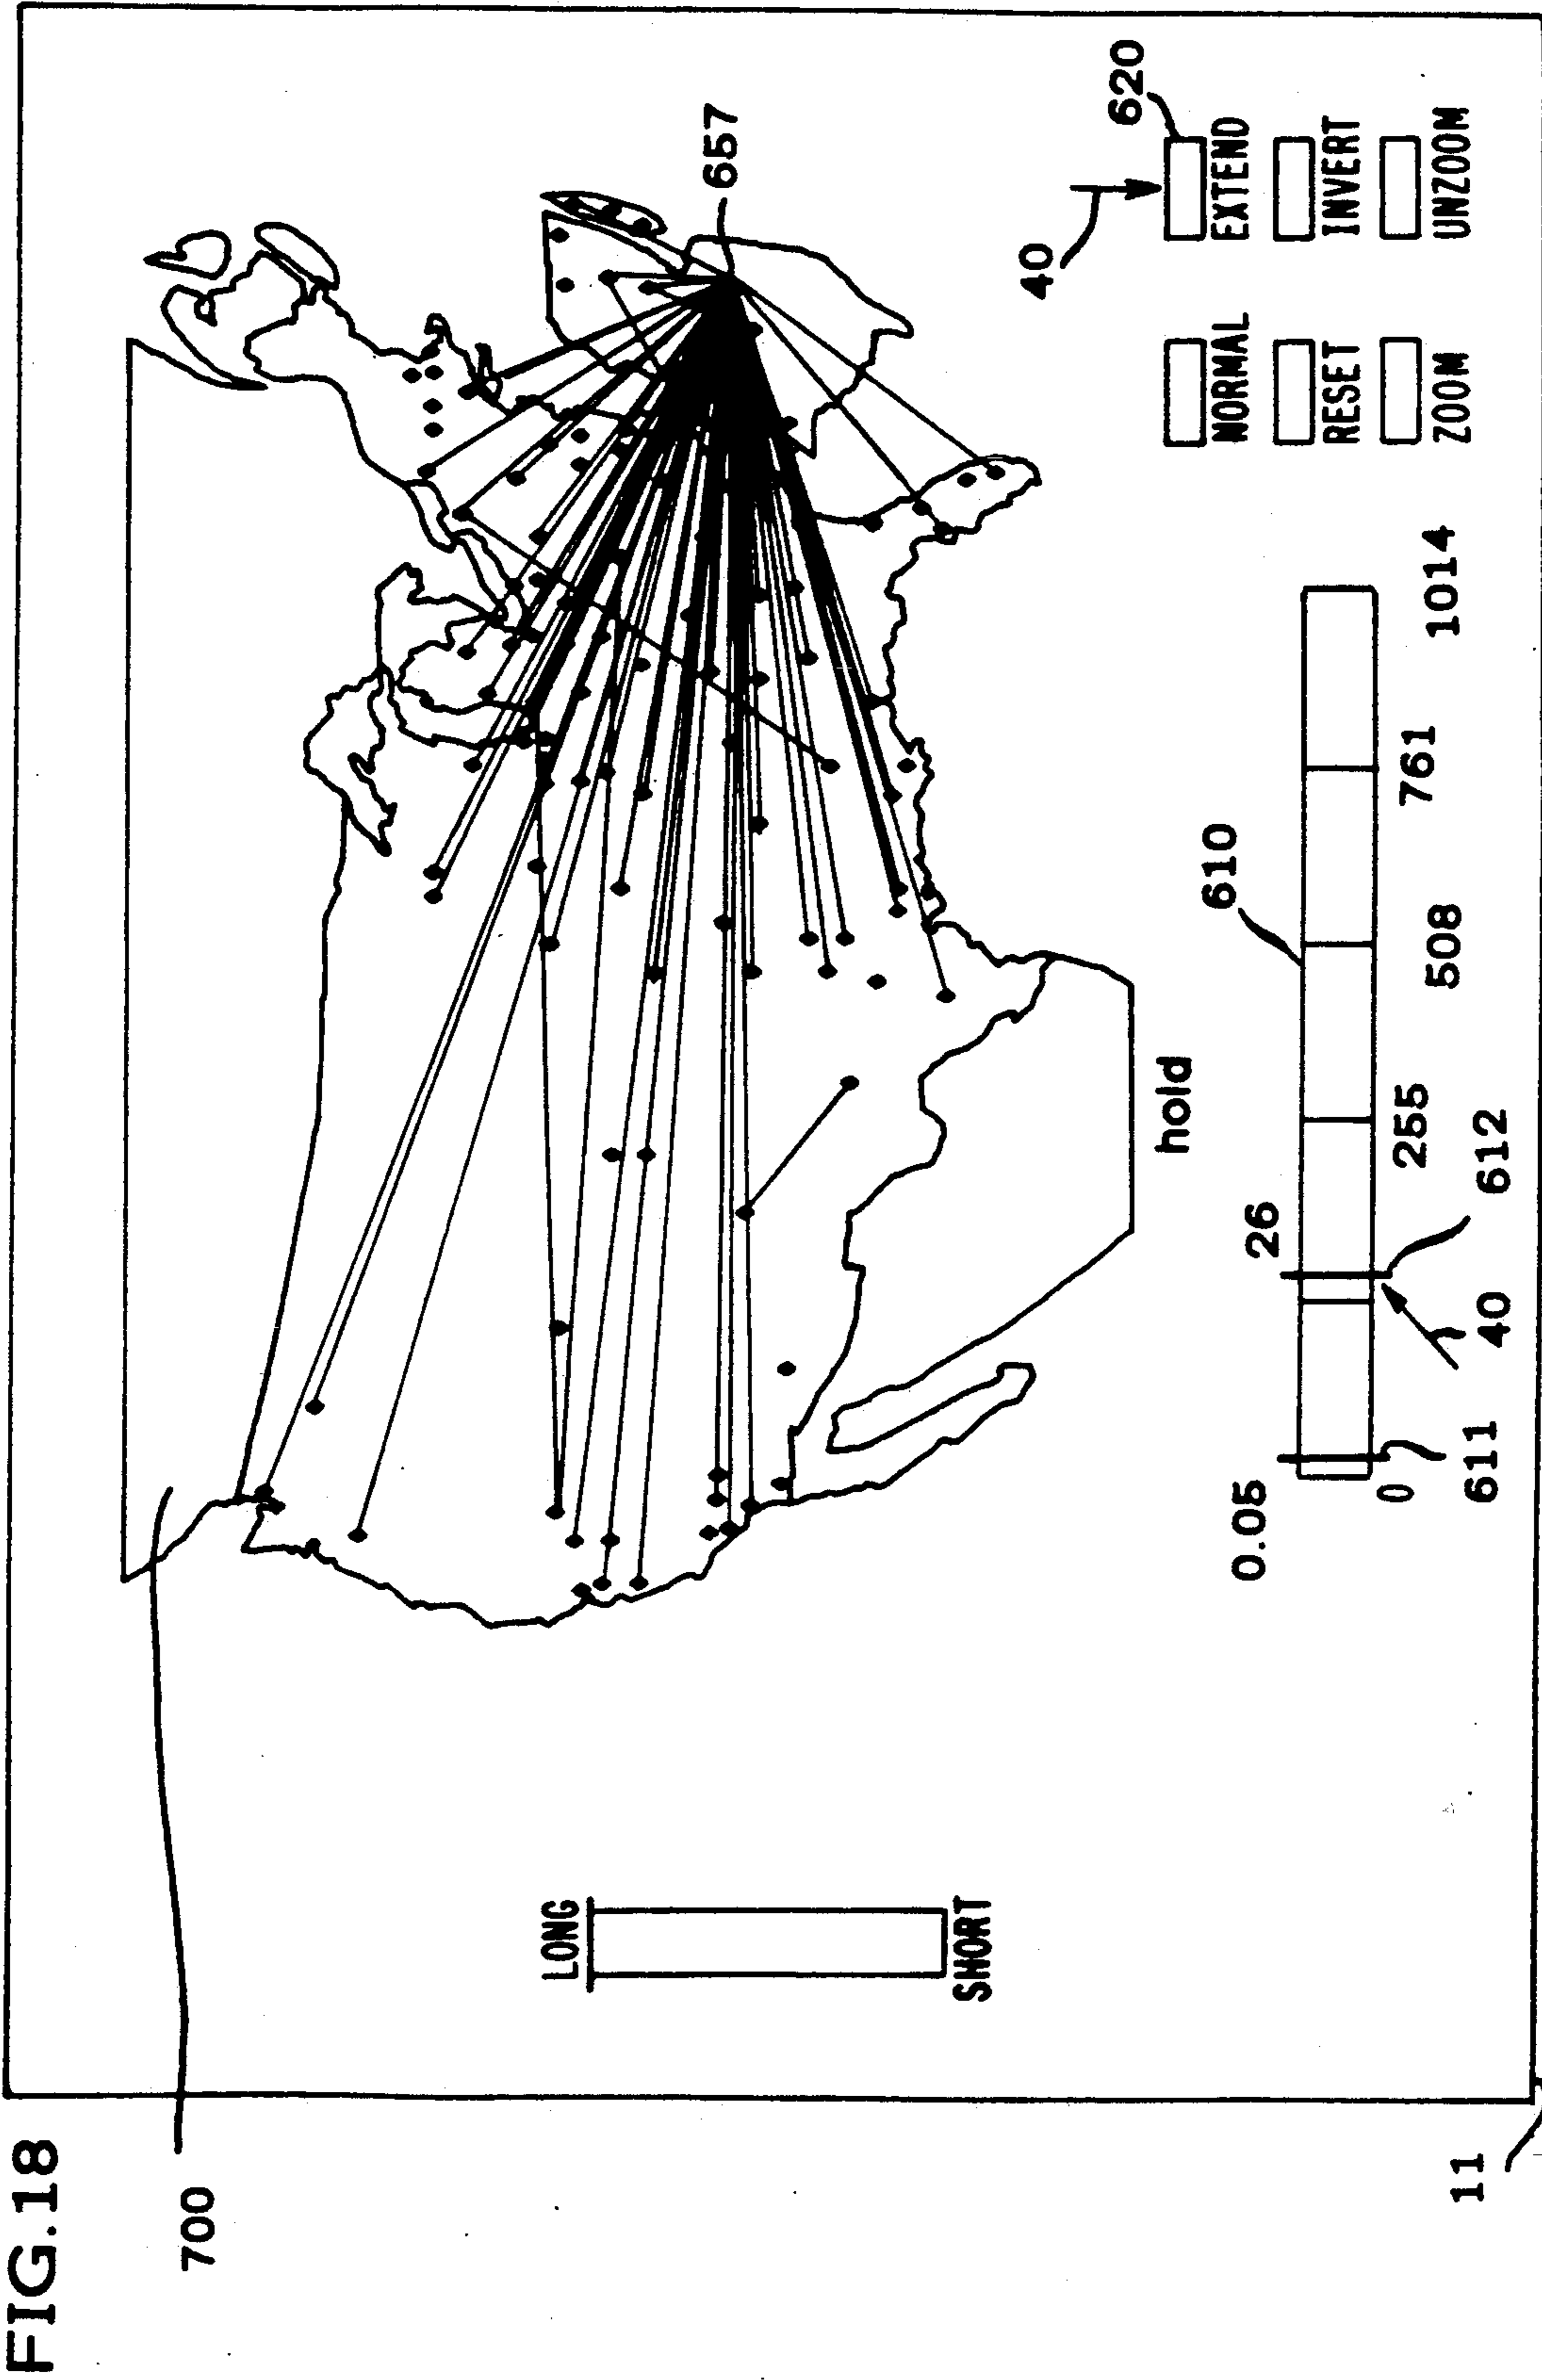 FIG.18
700
657
LONG
SHORT
hold
40
620
NORMAL
EXTEND
RESET
INVERT
ZOOM
UNZOOM
610
0.05
26
0
255
508
761
1014
611
40
612
11